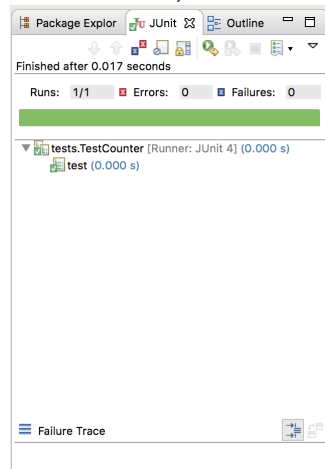 Package Explor JUnit Outline
Finished after 0.017 seconds
Runs: 1/1 Errors: 0 Failures: 0
tests.TestCounter [Runner: JUnit 4] (0.000 s)
test (0.000 s)
Failure Trace